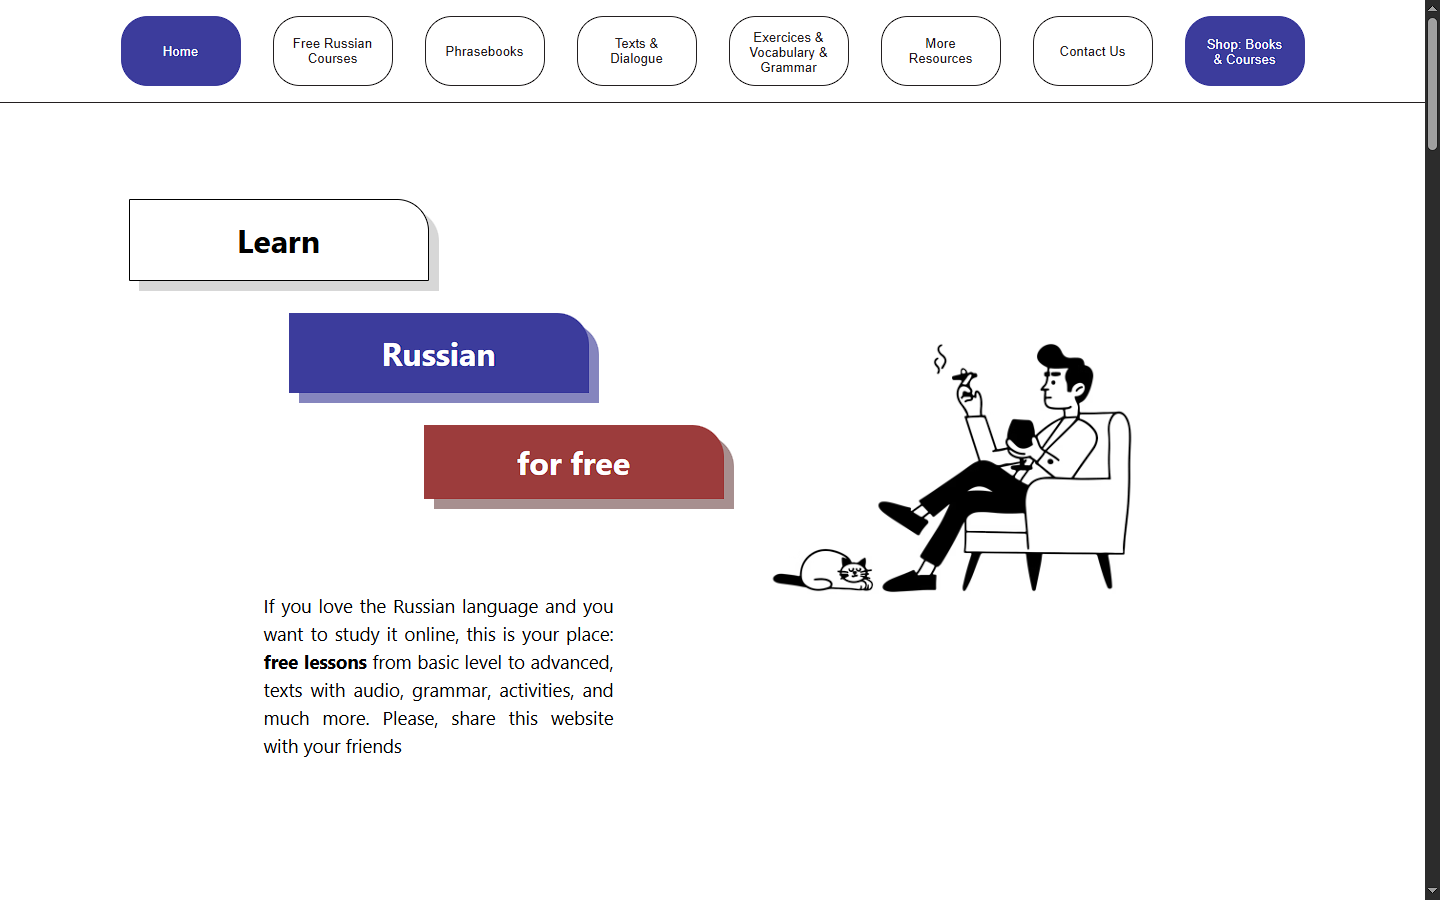 Home
Free Russian
Courses
Phrasebooks
Texts &
Dialogue
Exercices &
Vocabulary &
Grammar
More
Resources
Contact Us
Shop: Books
& Courses
Learn
Russian
for free
If you love the Russian language and you
want to study it online, this is your place:
free lessons from basic level to advanced,
texts with audio, grammar, activities, and
much more. Please, share this website
with your friends